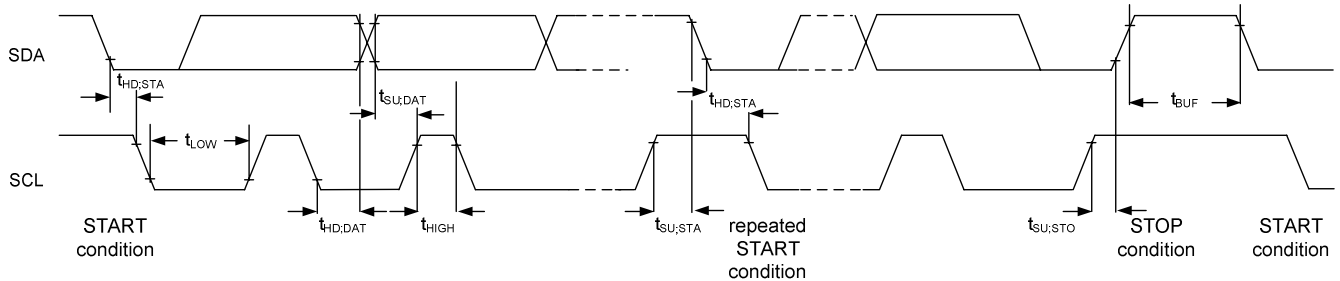 SDA
tHD;STA
tSU;DAT
tHD;STA
tBUF
tLOW
SCL
tHD;DAT
tHIGH
tSU;STA
tSU;STO
START
condition
repeated
START
condition
STOP
condition
START
condition